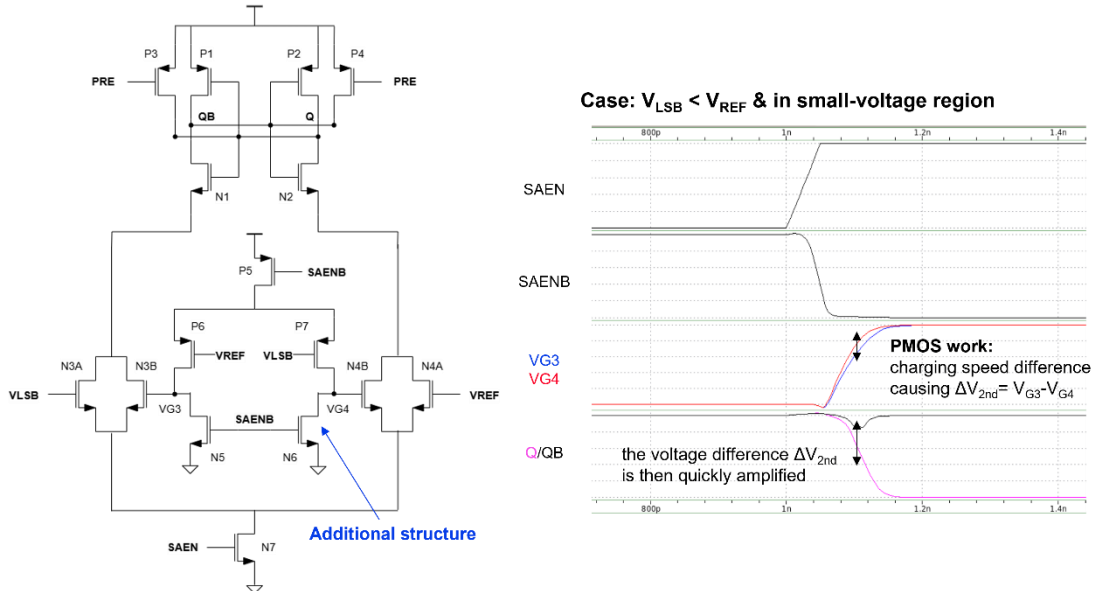 P3
P1
P2
P4
PRE
PRE
QB
Q
N1
N2
P5
SAENB
P6
P7
VREF
VLSB
N3A
N3B
N4B
N4A
VLSB
VREF
VG3
VG4
SAENB
N5
N6
SAEN
N7
Additional structure
Case: VLSB < VREF & in small-voltage region
800p
1n
1.2n
1.4n
SAEN
SAENB
VG3
VG4
PMOS work:
charging speed difference
causing ΔV2nd= VG3-VG4
Q/QB
the voltage difference ΔV2nd
is then quickly amplified
800p
1n
1.2n
1.4n